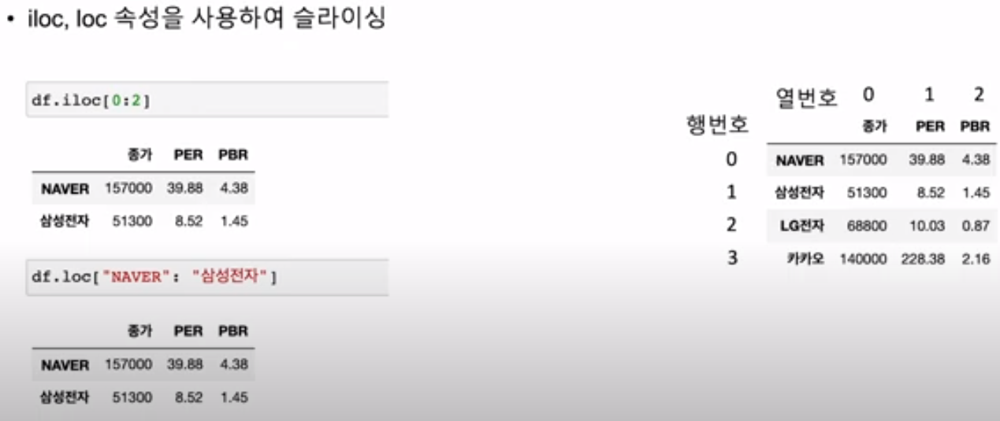 • iloc, loc 속성을 사용하여 슬라이싱
df.iloc[0:2]
종가 PER PBR
NAVER 157000 39.88 4.38
삼성전자 51300 8.52 1.45
df.loc["NAVER": "삼성전자"]
종가 PER PBR
NAVER 157000 39.88 4.38
삼성전자 51300 8.52 1.45
열번호 0 1 2
행번호 종가 PER PBR
0 NAVER 157000 39.88 4.38
1 삼성전자 51300 8.52 1.45
2 LG전자 68800 10.03 0.87
3 카카오 140000 228.38 2.16